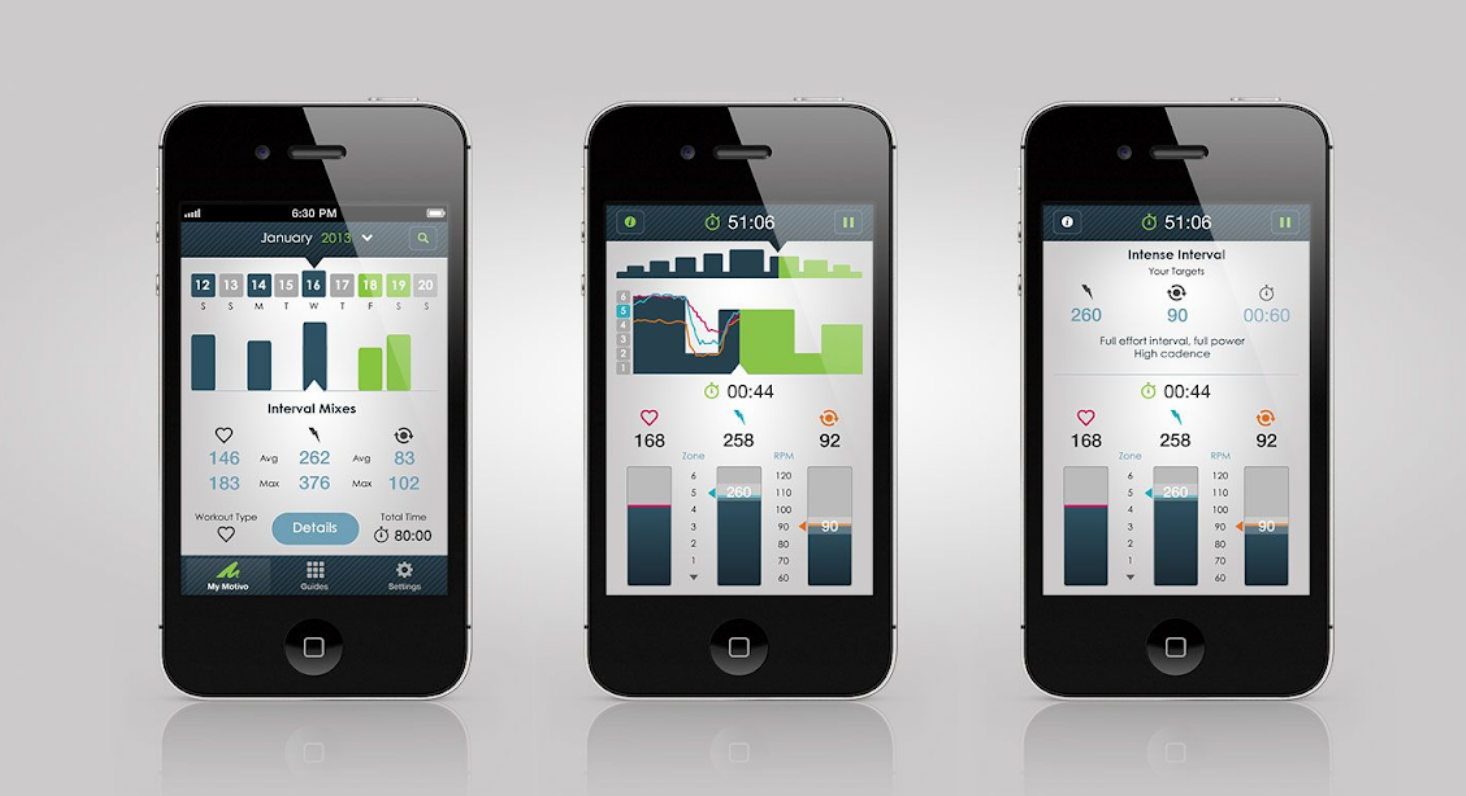 6:30 PM
January 2013
12 13 14 15 16 17 18 19 20
S S M T W T F S S
Interval Mixes
146 Avg 262 Avg 83
183 Max 376 Max 102
Workout Type
Details
Total Time
80:00
My Motivo
Guides
Settings
i
51:06
6
5
4
3
2
1
00:44
168
258
92
Zone
RPM
6 120
5 260 110
4 100
3 90 90
2 80
1 70
60
i
51:06
Intense Interval
Your Targets
260
90
00:60
Full effort interval, full power
High cadence
00:44
168
258
92
Zone
RPM
6 120
5 260 110
4 100
3 90 90
2 80
1 70
60